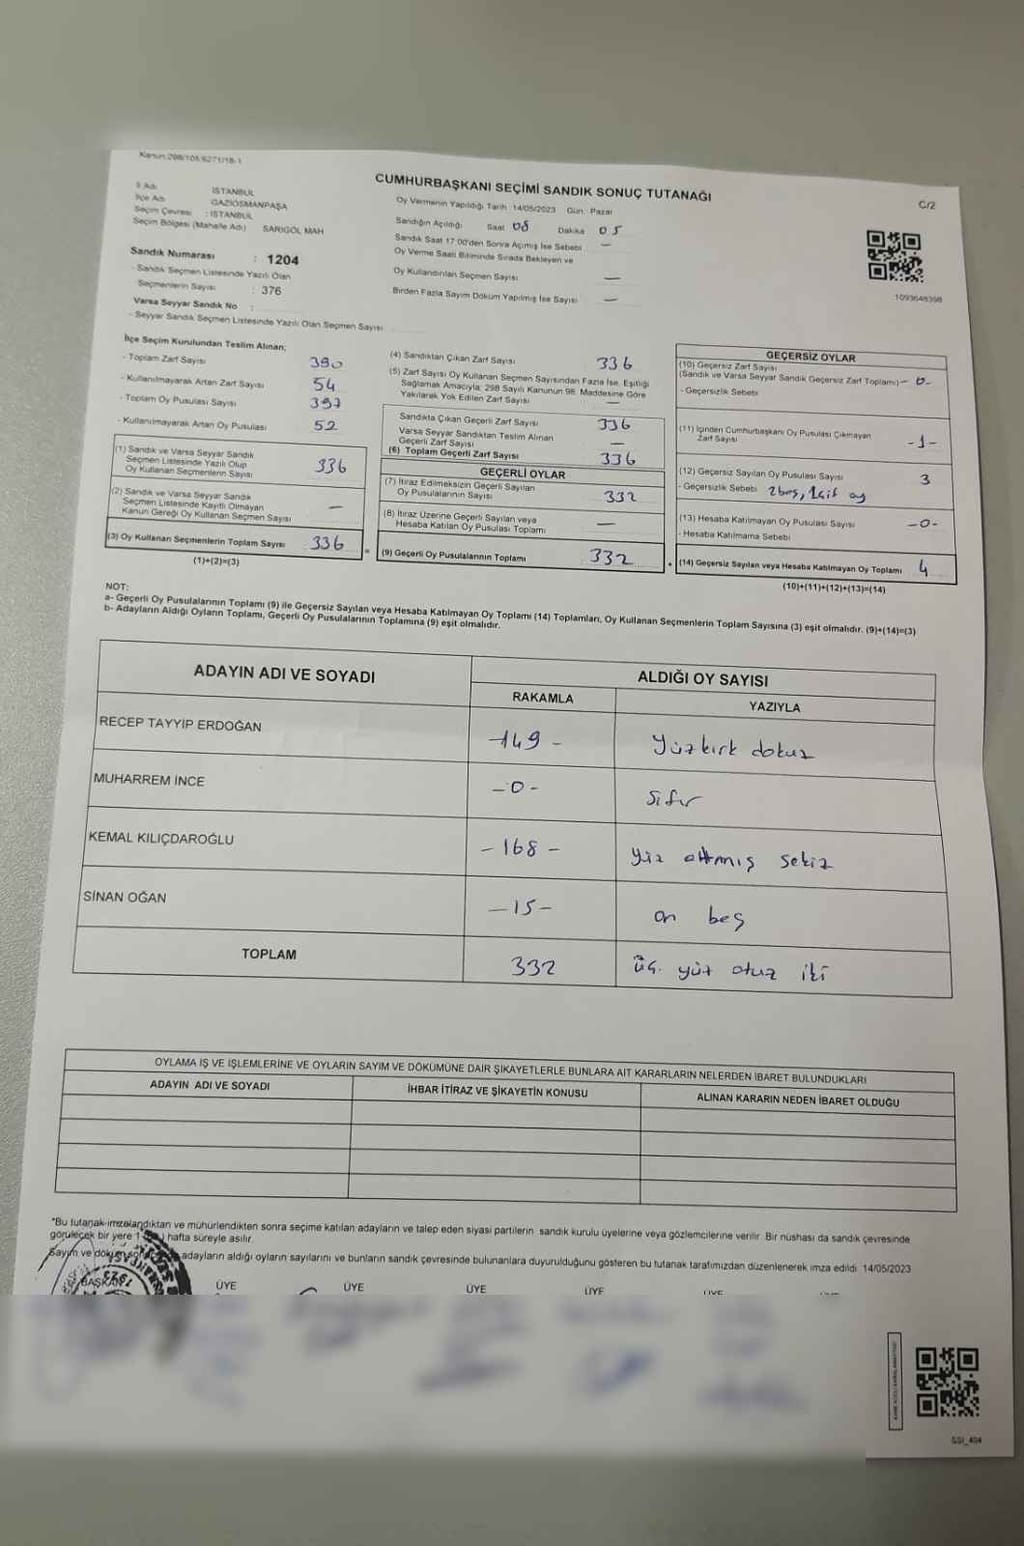 Kanun:298/105/6271/18-1
CUMHURBAŞKANI SEÇİMİ SANDIK SONUÇ TUTANAĞI
C/2
İl Adı İSTANBUL
İlçe Adı GAZİOSMANPAŞA
Seçim Çevresi : İSTANBUL
Seçim Bölgesi (Mahalle Adı) SARIGÖL MAH
Oy Vermenin Yapıldığı Tarih :14/05/2023 Gün: Pazar
Sandığın Açıldığı Saat 08 Dakika 05
Sandık Saat 17:00'den Sonra Açılmış İse Sebebi —
Oy Verme Saati Bitiminde Sırada Bekleyen ve
Oy Kullandırılan Seçmen Sayısı —
Birden Fazla Sayım Döküm Yapılmış İse Sayısı —
1093648398
Sandık Numarası : 1204
- Sandık Seçmen Listesinde Yazılı Olan
Seçmenlerin Sayısı : 376
Varsa Seyyar Sandık No :
- Seyyar Sandık Seçmen Listesinde Yazılı Olan Seçmen Sayısı
İlçe Seçim Kurulundan Teslim Alınan;
- Toplam Zarf Sayısı 390
- Kullanılmayarak Artan Zarf Sayısı 54
- Toplam Oy Pusulası Sayısı 397
- Kullanılmayarak Artan Oy Pusulası 52
(1) Sandık ve Varsa Seyyar Sandık
Seçmen Listesinde Yazılı Olup
Oy Kullanan Seçmenlerin Sayısı 336
(2) Sandık ve Varsa Seyyar Sandık
Seçmen Listesinde Kayıtlı Olmayan
Kanun Gereği Oy Kullanan Seçmen Sayısı —
(3) Oy Kullanan Seçmenlerin Toplam Sayısı 336
(1)+(2)=(3)
=
(4) Sandıktan Çıkan Zarf Sayısı 336
(5) Zarf Sayısı Oy Kullanan Seçmen Sayısından Fazla İse, Eşitliği
Sağlamak Amacıyla; 298 Sayılı Kanunun 98. Maddesine Göre
Yakılarak Yok Edilen Zarf Sayısı —
Sandıkta Çıkan Geçerli Zarf Sayısı 336
Varsa Seyyar Sandıktan Teslim Alınan
Geçerli Zarf Sayısı —
(6) Toplam Geçerli Zarf Sayısı 336
GEÇERLİ OYLAR
(7) İtiraz Edilmeksizin Geçerli Sayılan
Oy Pusulalarının Sayısı 332
(8) İtiraz Üzerine Geçerli Sayılan veya
Hesaba Katılan Oy Pusulası Toplamı —
(9) Geçerli Oy Pusulalarının Toplamı 332
+
GEÇERSİZ OYLAR
(10) Geçersiz Zarf Sayısı
(Sandık ve Varsa Seyyar Sandık Geçersiz Zarf Toplamı) -0-
- Geçersizlik Sebebi
(11) İçinden Cumhurbaşkanı Oy Pusulası Çıkmayan
Zarf Sayısı -1-
(12) Geçersiz Sayılan Oy Pusulası Sayısı 3
- Geçersizlik Sebebi 2 boş, 1 çift oy
(13) Hesaba Katılmayan Oy Pusulası Sayısı -0-
- Hesaba Katılmama Sebebi
(14) Geçersiz Sayılan veya Hesaba Katılmayan Oy Toplamı 4
(10)+(11)+(12)+(13)=(14)
NOT:
a- Geçerli Oy Pusulalarının Toplamı (9) ile Geçersiz Sayılan veya Hesaba Katılmayan Oy Toplamı (14) Toplamları, Oy Kullanan Seçmenlerin Toplam Sayısına (3) eşit olmalıdır. (9)+(14)=(3)
b- Adayların Aldığı Oyların Toplamı, Geçerli Oy Pusulalarının Toplamına (9) eşit olmalıdır.
ADAYIN ADI VE SOYADI ALDIĞI OY SAYISI
RAKAMLA YAZIYLA
RECEP TAYYİP ERDOĞAN -149- Yüzkırk dokuz
MUHARREM İNCE -0- Sıfır
KEMAL KILIÇDAROĞLU -168- Yüz altmış sekiz
SİNAN OĞAN -15- on beş
TOPLAM 332 üç yüz otuz iki
OYLAMA İŞ VE İŞLEMLERİNE VE OYLARIN SAYIM VE DÖKÜMÜNE DAİR ŞİKAYETLERLE BUNLARA AİT KARARLARIN NELERDEN İBARET BULUNDUKLARI
ADAYIN ADI VE SOYADI İHBAR İTİRAZ VE ŞİKAYETİN KONUSU ALINAN KARARIN NEDEN İBARET OLDUĞU
*Bu tutanak imzalandıktan ve mühürlendikten sonra seçime katılan adayların ve talep eden siyasi partilerin sandık kurulu üyelerine veya gözlemcilerine verilir. Bir nüshası da sandık çevresinde
görülecek bir yere 1 hafta süreyle asılır.
Sayım ve döküm adayların aldığı oyların sayılarını ve bunların sandık çevresinde bulunanlara duyurulduğunu gösteren bu tutanak tarafımızdan düzenlenerek imza edildi. 14/05/2023
BAŞKAN ÜYE ÜYE ÜYE ÜYE ÜYE
SSI_404